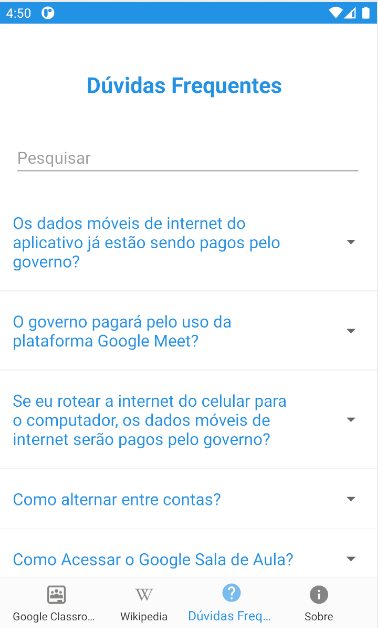 4:50
Dúvidas Frequentes
Pesquisar
Os dados móveis de internet do
aplicativo já estão sendo pagos pelo
governo?
O governo pagará pelo uso da
plataforma Google Meet?
Se eu rotear a internet do celular para
o computador, os dados móveis de
internet serão pagos pelo governo?
Como alternar entre contas?
Como Acessar o Google Sala de Aula?
W
Google Classro... Wikipedia Dúvidas Freq... Sobre